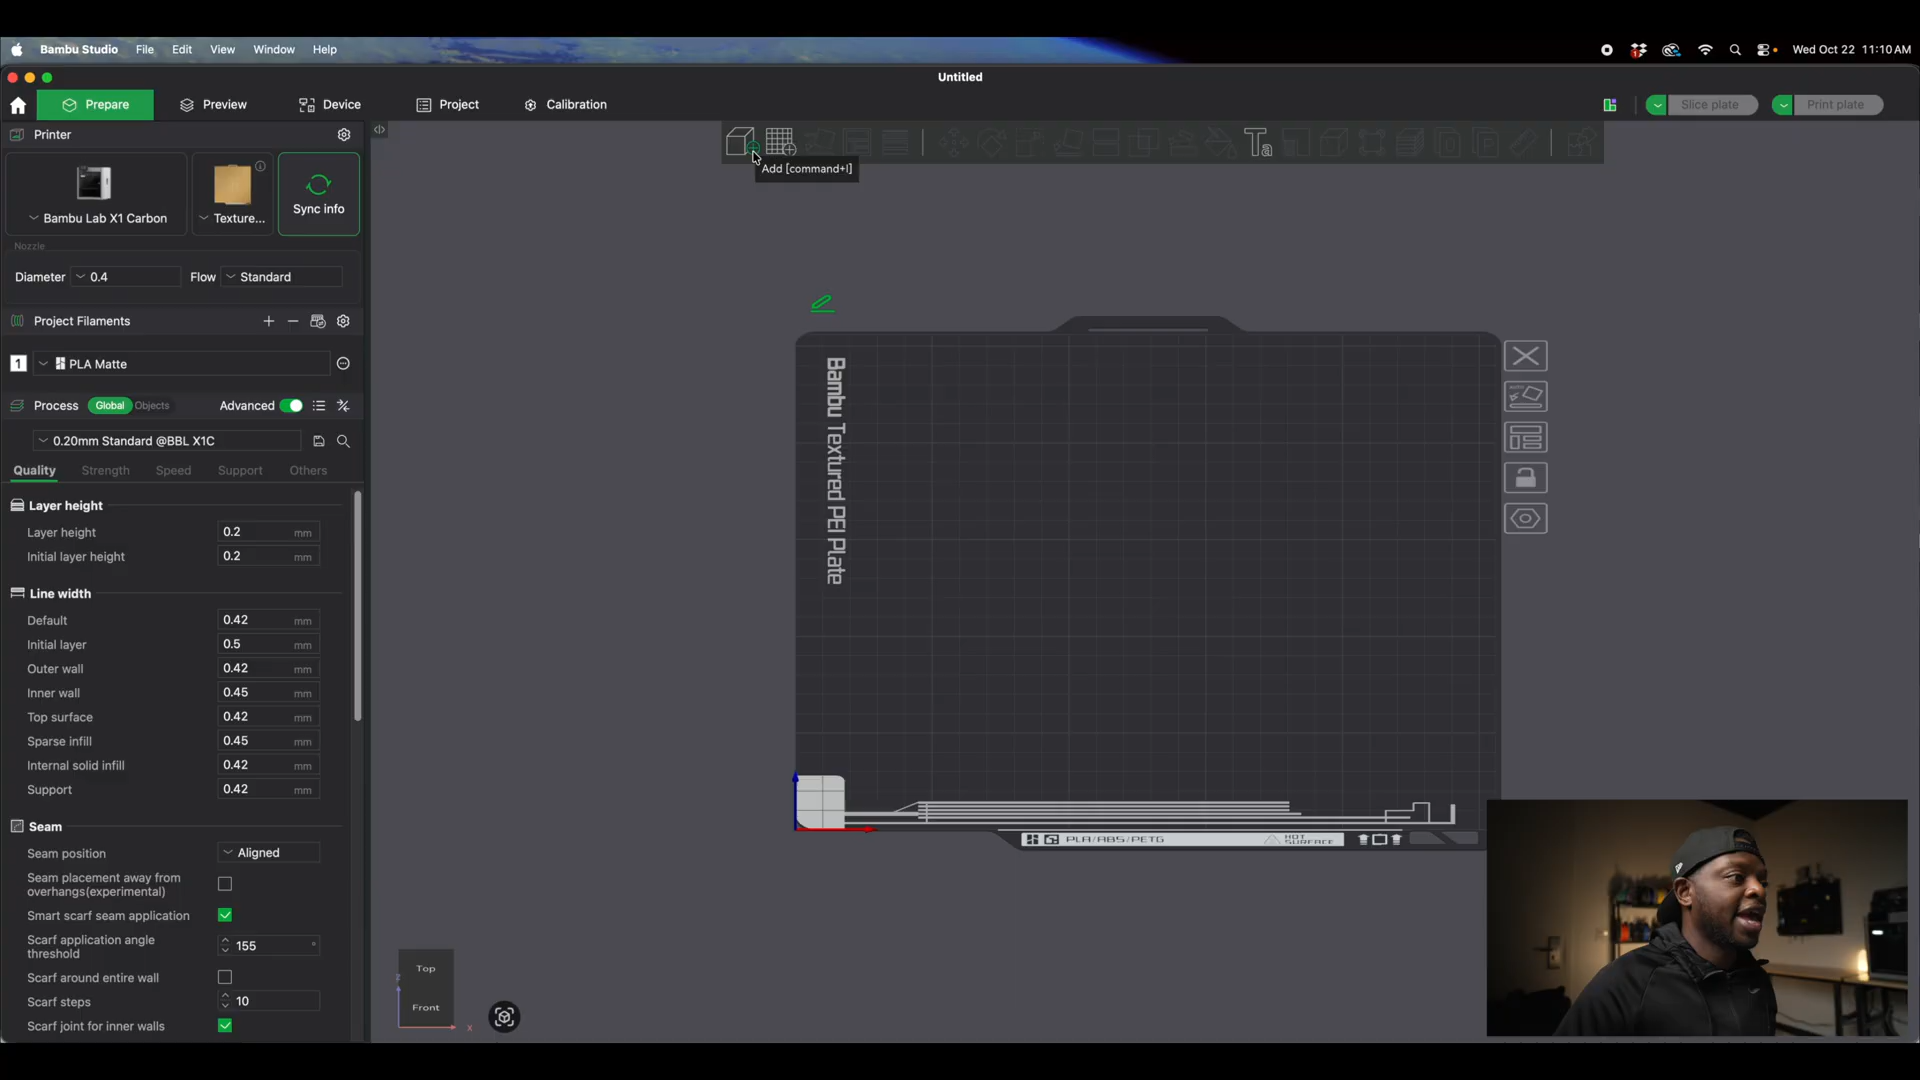 Bambu Studio File Edit View Window Help
Wed Oct 22 11:10 AM
Untitled
Prepare Preview Device Project Calibration
Slice plate Print plate
Printer
Add [command+I]
Bambu Lab X1 Carbon
Texture...
Sync info
Nozzle
Diameter 0.4 Flow Standard
Project Filaments
1 PLA Matte
Process Global Objects Advanced
0.20mm Standard @BBL X1C
Quality Strength Speed Support Others
Layer height
Layer height 0.2 mm
Initial layer height 0.2 mm
Line width
Default 0.42 mm
Initial layer 0.5 mm
Outer wall 0.42 mm
Inner wall 0.45 mm
Top surface 0.42 mm
Sparse infill 0.45 mm
Internal solid infill 0.42 mm
Support 0.42 mm
Seam
Seam position Aligned
Seam placement away from
overhangs(experimental)
Smart scarf seam application
Scarf application angle
threshold 155 °
Scarf around entire wall
Scarf steps 10
Scarf joint for inner walls
Ta
Bambu Textured PEI Plate
PLA/ABS/PETG
HOT
SURFACE
Top
Front
z
x